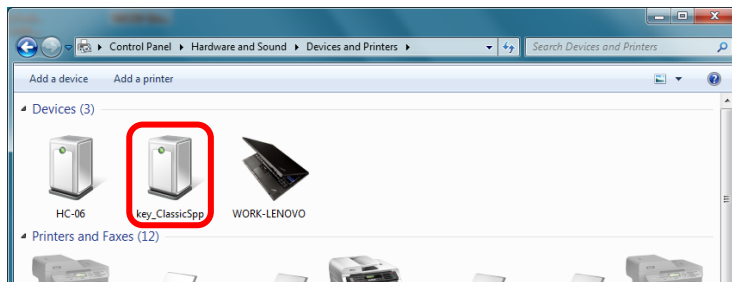 Control Panel ▸ Hardware and Sound ▸ Devices and Printers ▸
Search Devices and Printers
Add a device Add a printer
Devices (3)
HC-06 key_ClassicSpp WORK-LENOVO
Printers and Faxes (12)